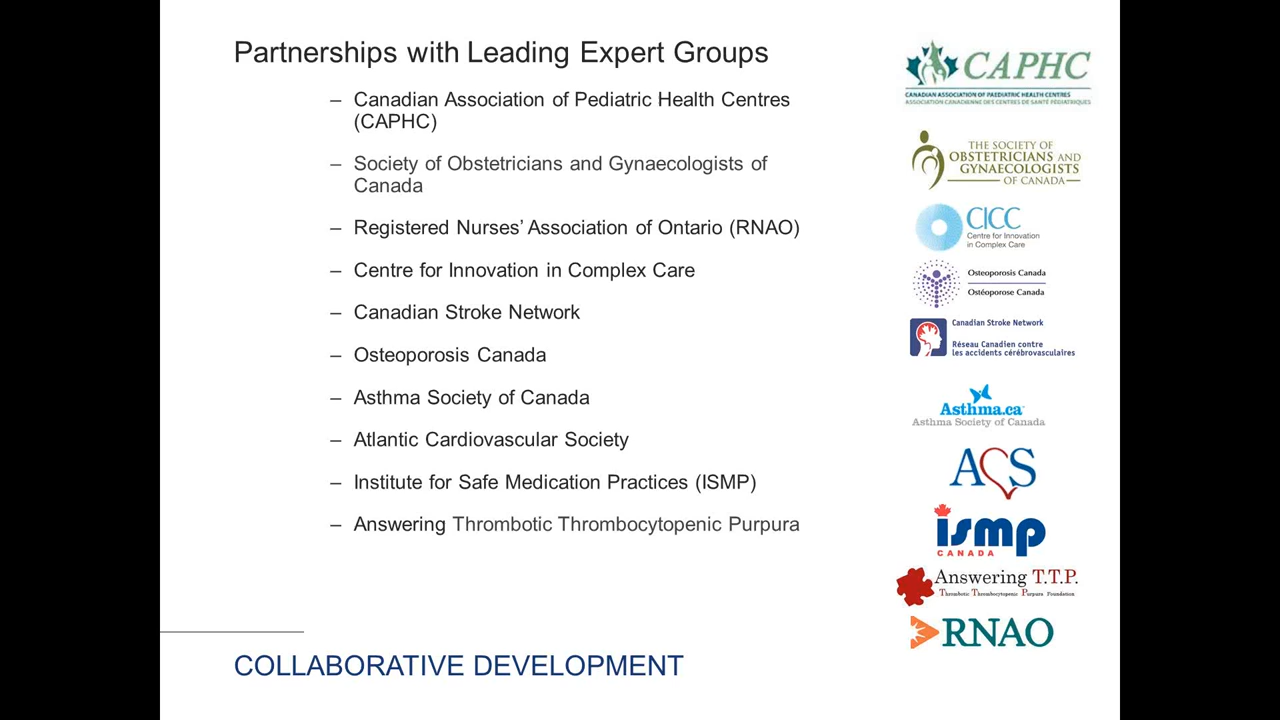 Partnerships with Leading Expert Groups
– Canadian Association of Pediatric Health Centres
(CAPHC)
– Society of Obstetricians and Gynaecologists of
Canada
– Registered Nurses’ Association of Ontario (RNAO)
– Centre for Innovation in Complex Care
– Canadian Stroke Network
– Osteoporosis Canada
– Asthma Society of Canada
– Atlantic Cardiovascular Society
– Institute for Safe Medication Practices (ISMP)
– Answering Thrombotic Thrombocytopenic Purpura
COLLABORATIVE DEVELOPMENT
CAPHC
CANADIAN ASSOCIATION OF PAEDIATRIC HEALTH CENTRES
ASSOCIATION CANADIENNE DES CENTRES DE SANTÉ PÉDIATRIQUES
THE SOCIETY OF
OBSTETRICIANS AND
GYNAECOLOGISTS
OF CANADA
CICC
Centre for Innovation
in Complex Care
Osteoporosis Canada
Ostéoporose Canada
Canadian Stroke Network
Réseau Canadien contre
les accidents cérébrovasculaires
Asthma.ca
Asthma Society of Canada
ACS
ismp
CANADA
Answering T.T.P.
Thrombotic Thrombocytopenic Purpura Foundation
RNAO